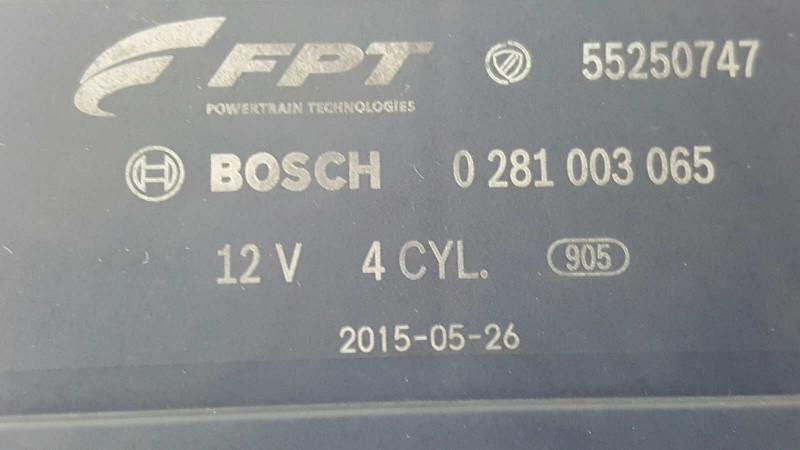 FPT 55250747
POWERTRAIN TECHNOLOGIES
BOSCH 0 281 003 065
12 V 4 CYL. 905
2015-05-26